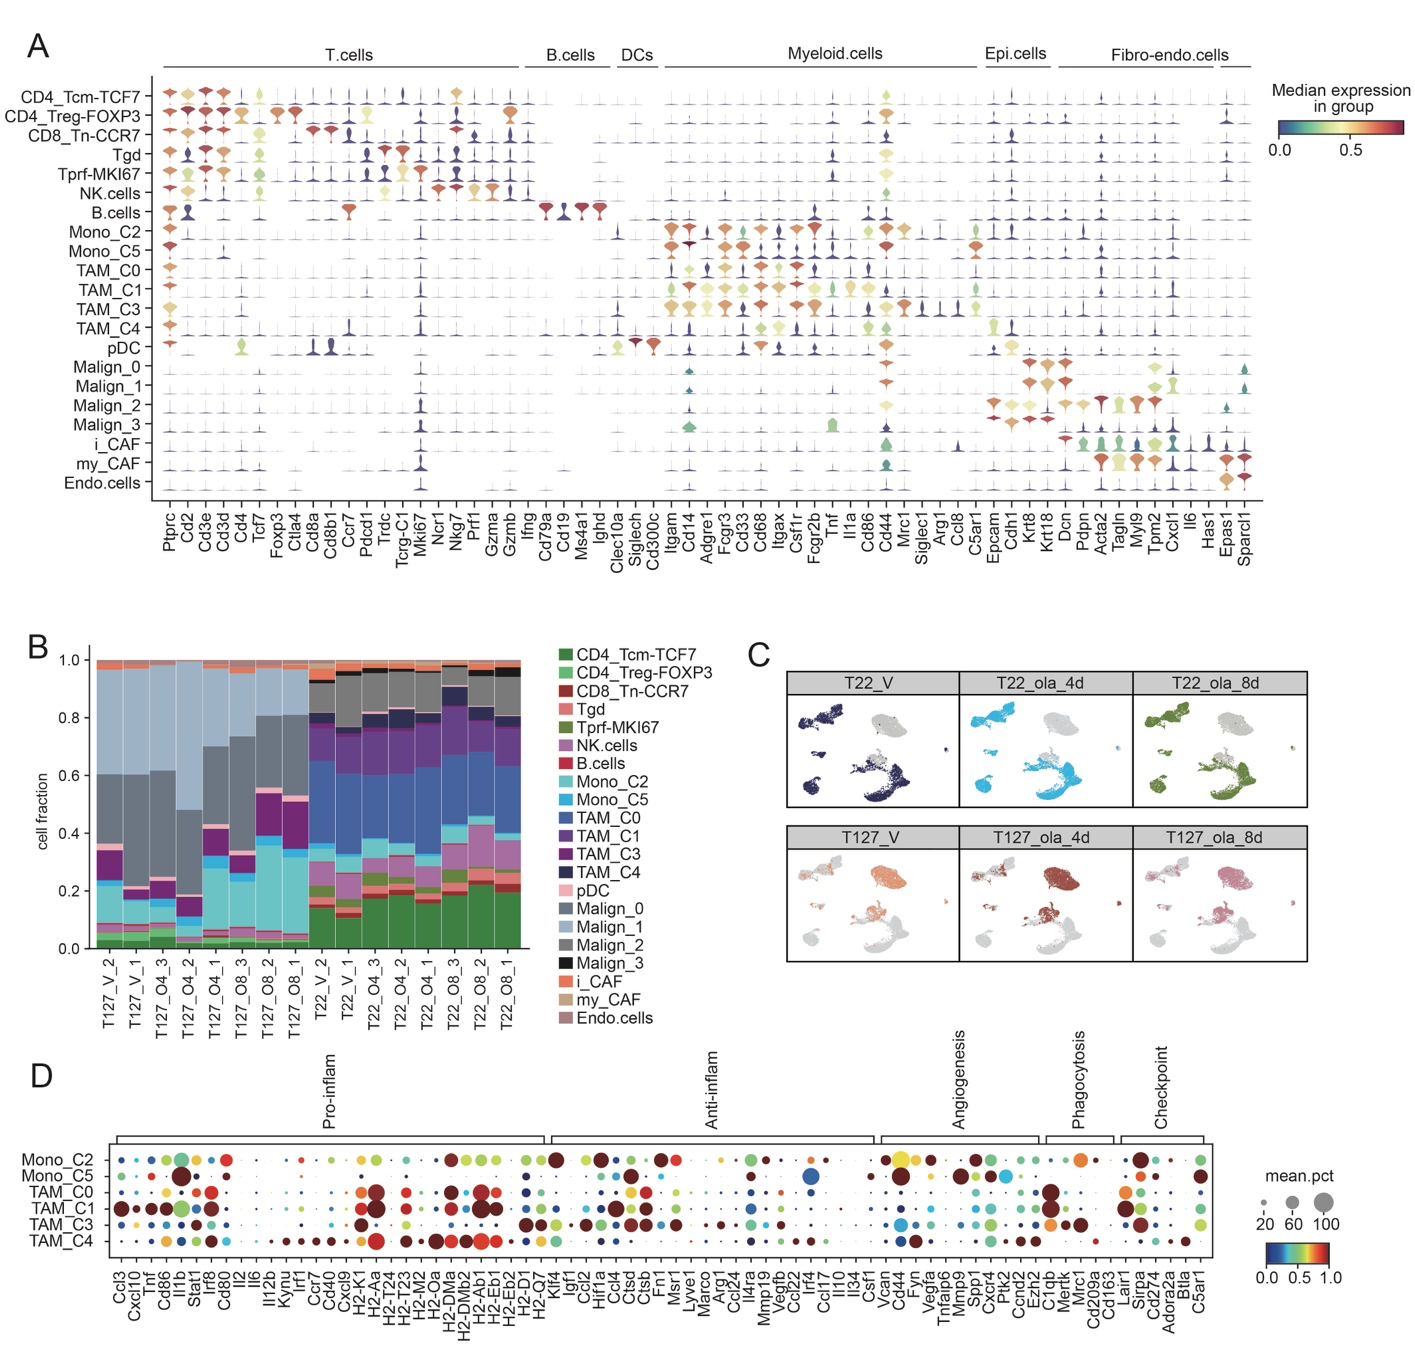 A
T.cells
B.cells
DCs
Myeloid.cells
Epi.cells
Fibro-endo.cells
Median expression
in group
0.0
0.5
CD4_Tcm-TCF7
CD4_Treg-FOXP3
CD8_Tn-CCR7
Tgd
Tprf-MKI67
NK.cells
B.cells
Mono_C2
Mono_C5
TAM_C0
TAM_C1
TAM_C3
TAM_C4
pDC
Malign_0
Malign_1
Malign_2
Malign_3
i_CAF
my_CAF
Endo.cells
Ptprc
Cd2
Cd3e
Cd3d
Cd4
Tcf7
Foxp3
Ctla4
Cd8a
Cd8b1
Ccr7
Pdcd1
Trdc
Tcrg-C1
Mki67
Ncr1
Nkg7
Prf1
Gzma
Gzmb
Ifng
Cd79a
Cd19
Ms4a1
Ighd
Clec10a
Siglech
Cd300c
Itgam
Cd14
Adgre1
Fcgr3
Cd33
Cd68
Itgax
Csf1r
Fcgr2b
Tnf
Il1a
Cd86
Cd44
Mrc1
Siglec1
Arg1
Ccl8
C5ar1
Epcam
Cdh1
Krt8
Krt18
Dcn
Pdpn
Acta2
Tagln
Myl9
Tpm2
Cxcl1
Il6
Has1
Epas1
Sparcl1
B
cell fraction
1.0
0.8
0.6
0.4
0.2
0.0
T127_V_2
T127_V_1
T127_O4_3
T127_O4_2
T127_O4_1
T127_O8_3
T127_O8_2
T127_O8_1
T22_V_2
T22_V_1
T22_O4_3
T22_O4_2
T22_O4_1
T22_O8_3
T22_O8_2
T22_O8_1
CD4_Tcm-TCF7
CD4_Treg-FOXP3
CD8_Tn-CCR7
Tgd
Tprf-MKI67
NK.cells
B.cells
Mono_C2
Mono_C5
TAM_C0
TAM_C1
TAM_C3
TAM_C4
pDC
Malign_0
Malign_1
Malign_2
Malign_3
i_CAF
my_CAF
Endo.cells
C
T22_V
T22_ola_4d
T22_ola_8d
T127_V
T127_ola_4d
T127_ola_8d
D
Pro-inflam
Anti-inflam
Angiogenesis
Phagocytosis
Checkpoint
Mono_C2
Mono_C5
TAM_C0
TAM_C1
TAM_C3
TAM_C4
Ccl3
Cxcl10
Tnf
Cd86
Il1b
Stat1
Irf8
Cd80
Il2
Il6
Il12b
Kynu
Irf1
Ccr7
Cd40
Cxcl9
H2-K1
H2-Aa
H2-T24
H2-T23
H2-M2
H2-Oa
H2-DMa
H2-DMb2
H2-Ab1
H2-Eb1
H2-Eb2
H2-D1
H2-Q7
Klf4
Igf1
Ccl2
Hif1a
Ccl4
Ctsd
Ctsb
Fn1
Msr1
Lyve1
Marco
Arg1
Ccl24
Il4ra
Mmp19
Vegfb
Ccl22
Irf4
Ccl17
Il10
Il34
Csf1
Vcan
Cd44
Fyn
Vegfa
Tnfaip6
Mmp9
Spp1
Cxcr4
Ptk2
Ccnd2
Ezh2
C1qb
Mertk
Mrc1
Cd209a
Cd163
Lair1
Sirpa
Cd274
Adora2a
Btla
C5ar1
mean.pct
20 60 100
0.0 0.5 1.0